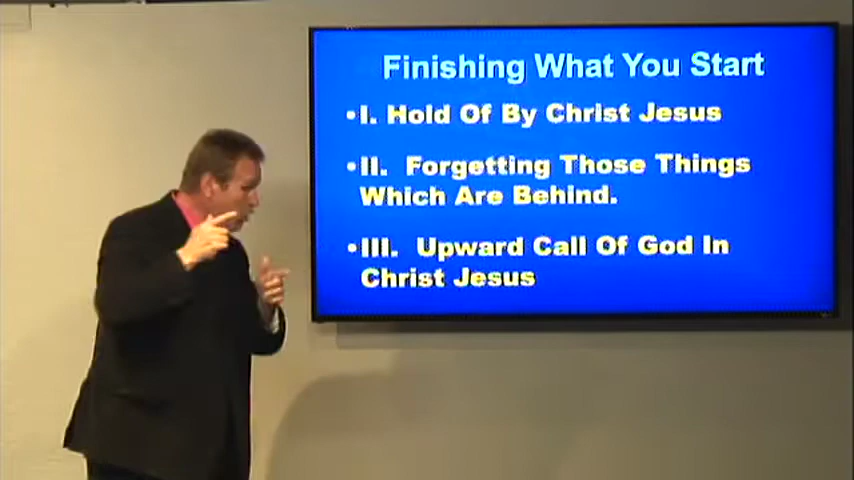 Finishing What You Start
•I. Hold Of By Christ Jesus
•II. Forgetting Those Things
Which Are Behind.
•III. Upward Call Of God In
Christ Jesus